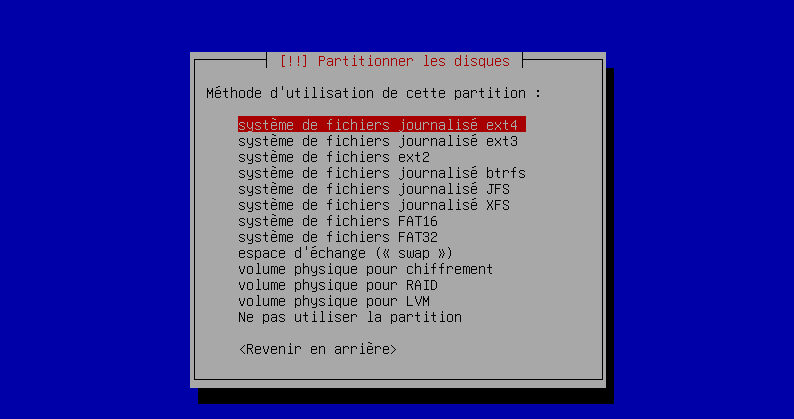 [!!] Partitionner les disques
Méthode d'utilisation de cette partition :
système de fichiers journalisé ext4
système de fichiers journalisé ext3
système de fichiers ext2
système de fichiers journalisé btrfs
système de fichiers journalisé JFS
système de fichiers journalisé XFS
système de fichiers FAT16
système de fichiers FAT32
espace d'échange (« swap »)
volume physique pour chiffrement
volume physique pour RAID
volume physique pour LVM
Ne pas utiliser la partition
<Revenir en arrière>